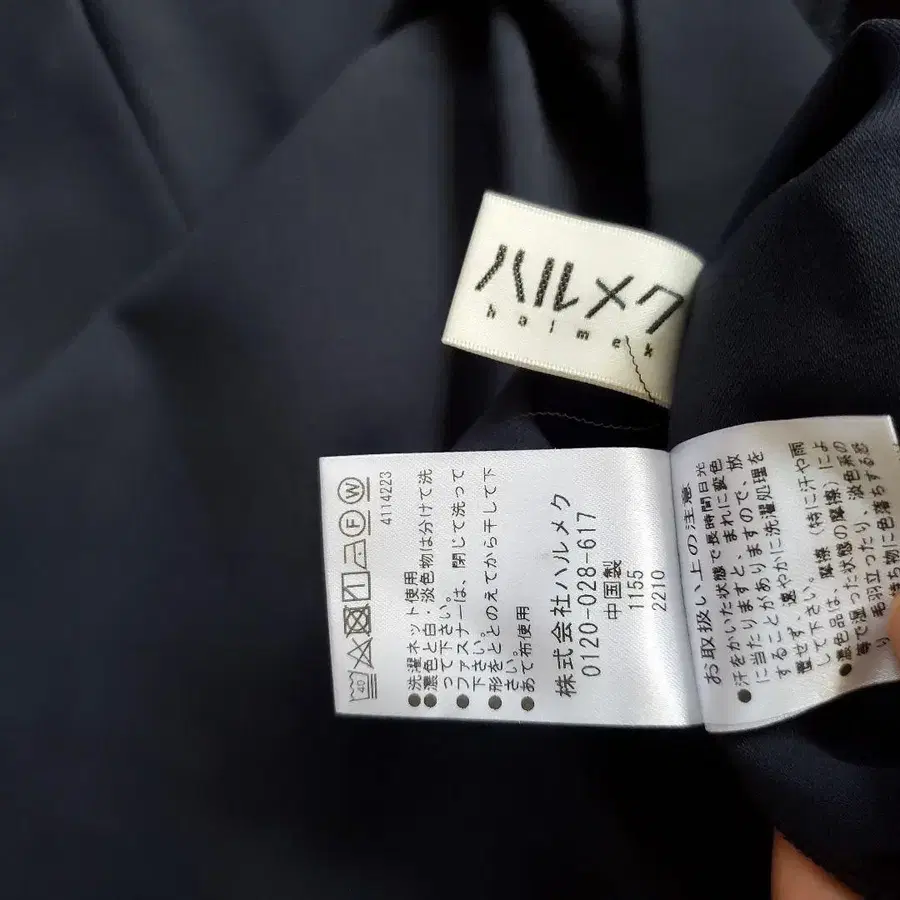 ハルメク
halmek
40
F
W
4114223
●洗濯ネット使用
●濃色と白・淡色物は分けて洗
って下さい。
●ファスナーは、閉じて洗って
下さい。
●形をととのえてから干して下
さい。
●あて布使用
株式会社ハルメク
0120-028-617
中国製
1155
2210
お取扱い上の注意
●汗をかいた状態で長時間日光
に当たりますと、まれに変色
することがありますので、放
置せず、速やかに洗濯処理を
して下さい。
●濃色品は、摩擦（特に汗や雨
等で湿った状態の摩擦）によ
り、毛羽立ったり、淡色系の
持ち物に色落ちする恐